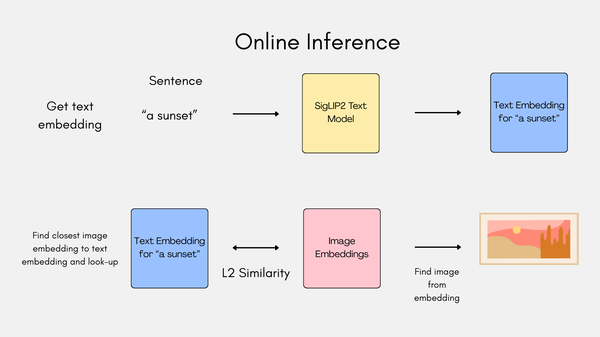 Online Inference
Sentence
Get text
embedding
“a sunset”
SigLIP2 Text
Model
Text Embedding
for “a sunset”
Find closest image
embedding to text
embedding and look-up
Text Embedding
for “a sunset”
L2 Similarity
Image
Embeddings
Find image
from
embedding